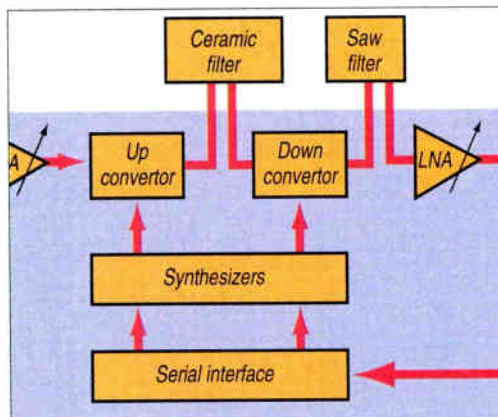 Ceramic
filter
Saw
filter
A
Up
convertor
Down
convertor
LNA
Synthesizers
Serial interface